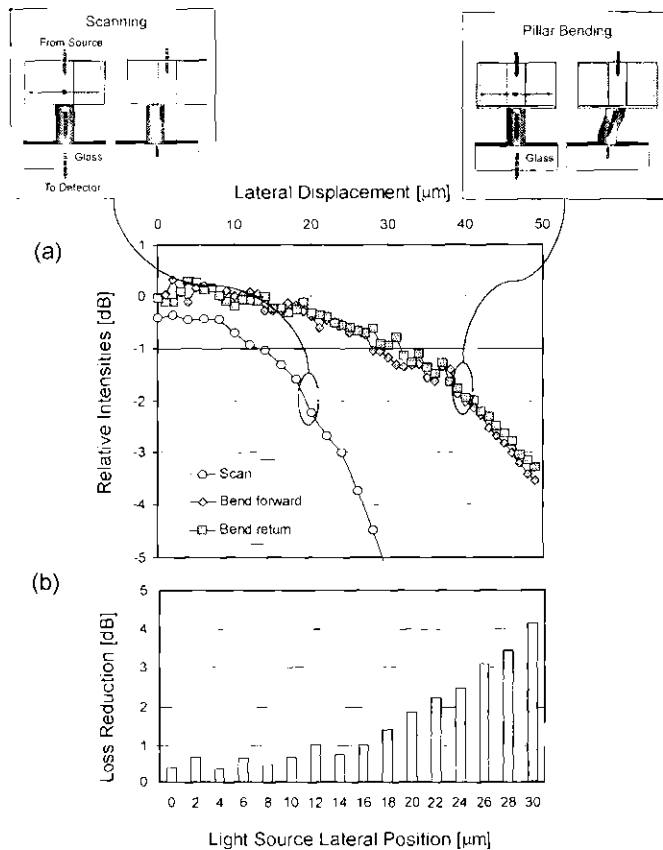 Scanning
From Source
Glass
To Detector
Pillar Bending
Glass
Lateral Displacement [μm]
0 10 20 30 40 50
(a)
Relative Intensities [dB]
1
0
-1
-2
-3
-4
-5
Scan
Bend forward
Bend return
(b)
Loss Reduction [dB]
5
4
3
2
1
0
0 2 4 6 8 10 12 14 16 18 20 22 24 26 28 30
Light Source Lateral Position [μm]